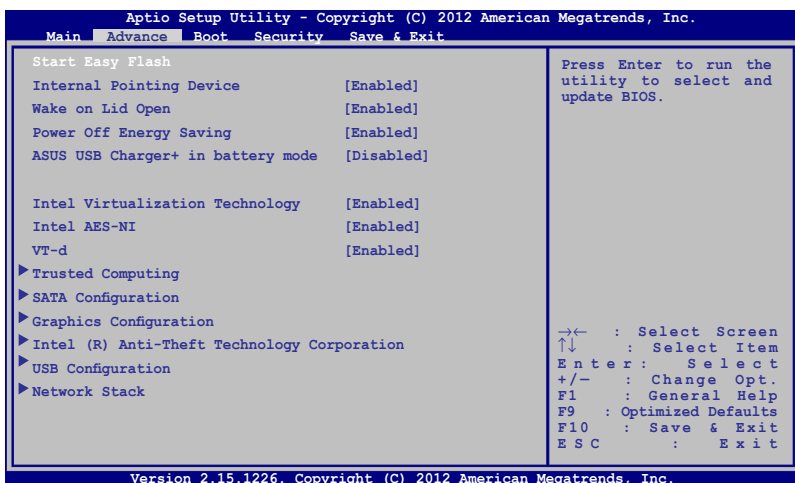 Aptio Setup Utility - Copyright (C) 2012 American Megatrends, Inc.
Main Advance Boot Security Save & Exit
Start Easy Flash
Internal Pointing Device [Enabled]
Wake on Lid Open [Enabled]
Power Off Energy Saving [Enabled]
ASUS USB Charger+ in battery mode [Disabled]
Intel Virtualization Technology [Enabled]
Intel AES-NI [Enabled]
VT-d [Enabled]
Trusted Computing
SATA Configuration
Graphics Configuration
Intel (R) Anti-Theft Technology Corporation
USB Configuration
Network Stack
Press Enter to run the
utility to select and
update BIOS.
→← : Select Screen
↑↓ : Select Item
Enter: Select
+/— : Change Opt.
F1 : General Help
F9 : Optimized Defaults
F10 : Save & Exit
ESC : Exit
Version 2.15.1226. Copyright (C) 2012 American Megatrends, Inc.